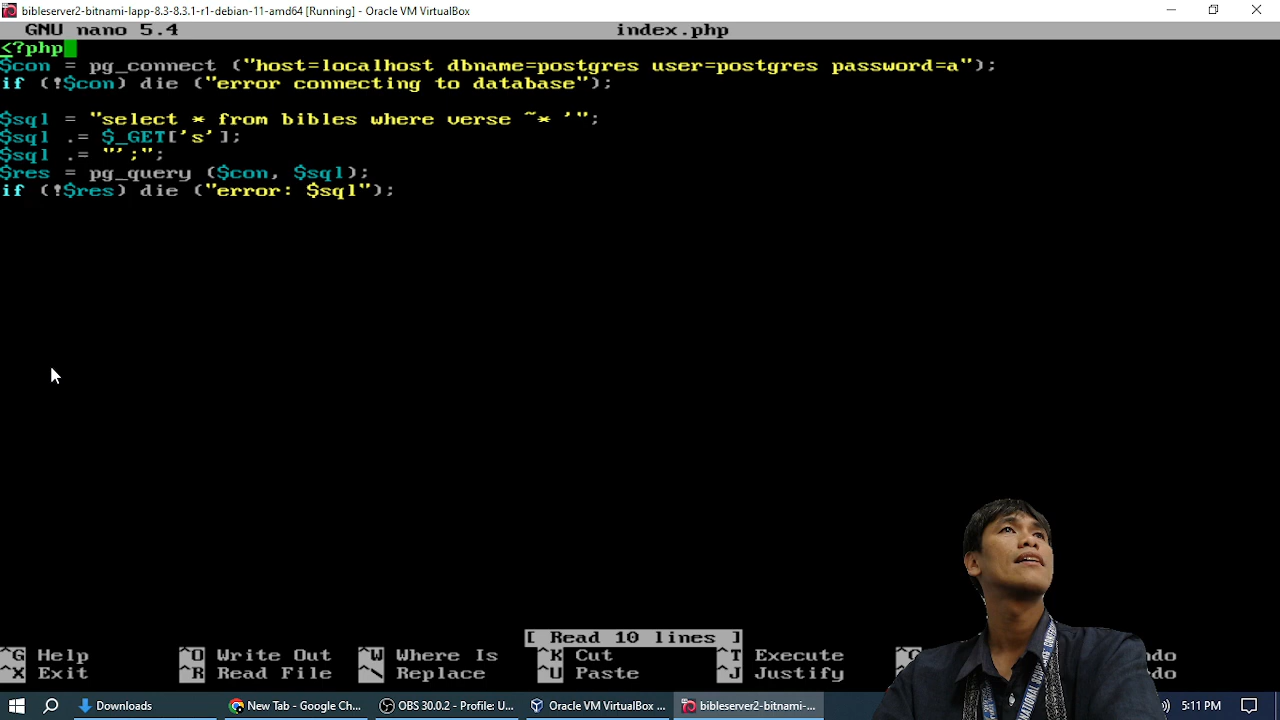 bibleserver2-bitnami-lapp-8.3-8.3.1-r1-debian-11-amd64 [Running] - Oracle VM VirtualBox
GNU nano 5.4 index.php
<?php
$con = pg_connect ("host=localhost dbname=postgres user=postgres password=a");
if (!$con) die ("error connecting to database");
$sql = "select * from bibles where verse ~* '";
$sql .= $_GET['s'];
$sql .= "';";
$res = pg_query ($con, $sql);
if (!$res) die ("error: $sql");
[ Read 10 lines ]
^G Help ^O Write Out ^W Where Is ^K Cut ^T Execute
^X Exit ^R Read File ^\ Replace ^U Paste ^J Justify
Downloads New Tab - Google Ch... OBS 30.0.2 - Profile: U... Oracle VM VirtualBox ... bibleserver2-bitnami-... 5:11 PM